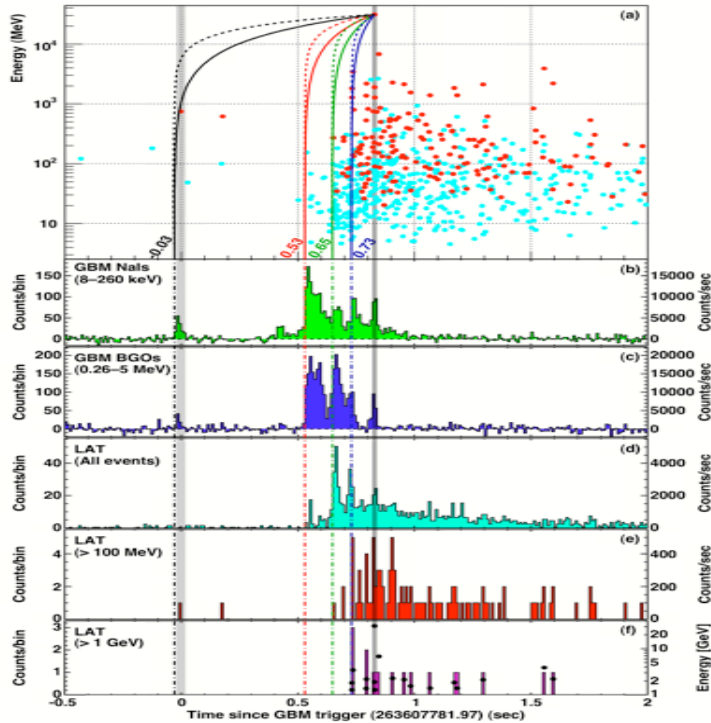 (a)
Energy (MeV)
10⁴
10³
10²
10
-0.03
0.53
0.65
0.73
GBM NaIs
(8–260 keV)
(b)
Counts/bin
150
100
50
0
15000
10000
5000
0
Counts/sec
GBM BGOs
(0.26–5 MeV)
(c)
Counts/bin
200
150
100
50
0
20000
15000
10000
5000
0
Counts/sec
LAT
(All events)
(d)
Counts/bin
40
20
0
4000
2000
0
Counts/sec
LAT
(> 100 MeV)
(e)
Counts/bin
4
2
0
400
200
0
Counts/sec
LAT
(> 1 GeV)
(f)
Counts/bin
3
2
1
0
20
10
5
2
1
Energy [GeV]
-0.5 0 0.5 1 1.5 2
Time since GBM trigger (263607781.97) (sec)